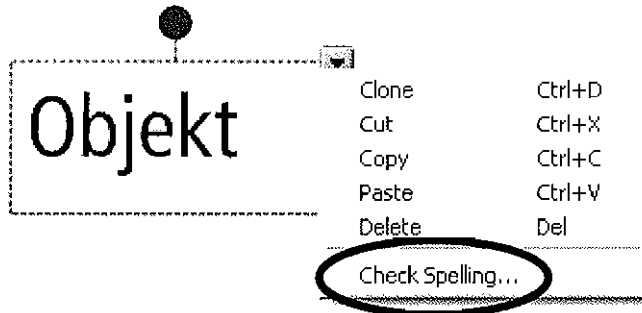 Objekt
Clone Ctrl+D
Cut Ctrl+X
Copy Ctrl+C
Paste Ctrl+V
Delete Del
Check Spelling...